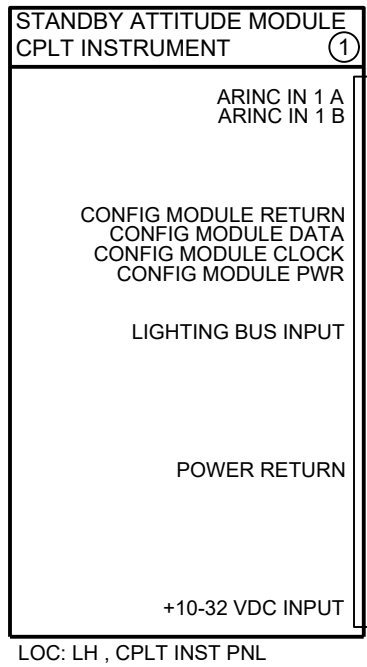 STANDBY ATTITUDE MODULE
CPLT INSTRUMENT 1
ARINC IN 1 A
ARINC IN 1 B
CONFIG MODULE RETURN
CONFIG MODULE DATA
CONFIG MODULE CLOCK
CONFIG MODULE PWR
LIGHTING BUS INPUT
POWER RETURN
+10-32 VDC INPUT
LOC: LH , CPLT INST PNL